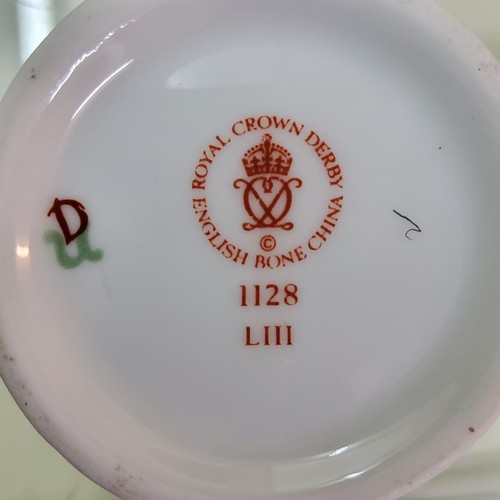 ROYAL CROWN DERBY
ENGLISH BONE CHINA
©
1128
LIII
D
u